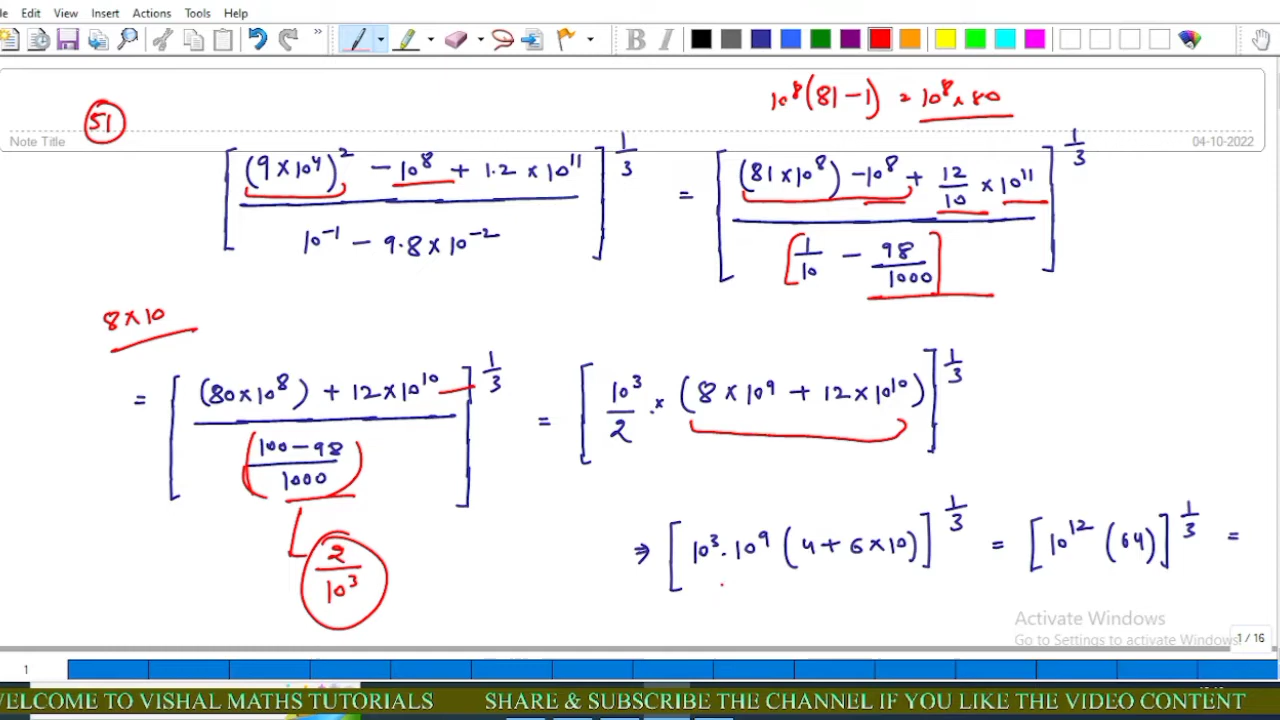 le Edit View Insert Actions Tools Help
10⁸(81−1) = 10⁸×80
51
Note Title 04-10-2022
[((9×10⁴)² − 10⁸ + 1.2×10¹¹) / (10⁻¹ − 9.8×10⁻²)]^(1/3) = [((81×10⁸) − 10⁸ + 12/10 × 10¹¹) / [1/10 − 98/1000]]^(1/3)
8×10
= [((80×10⁸) + 12×10¹⁰) / ((100−98)/1000)]^(1/3) = [10³/2 · × (8×10⁹ + 12×10¹⁰)]^(1/3)
2/10³
⇒ [10³·10⁹ (4+6×10)]^(1/3) = [10¹² (64)]^(1/3) =
Activate Windows
Go to Settings to activate Windows.
1 / 16
1
VELCOME TO VISHAL MATHS TUTORIALS SHARE & SUBSCRIBE THE CHANNEL IF YOU LIKE THE VIDEO CONTENT